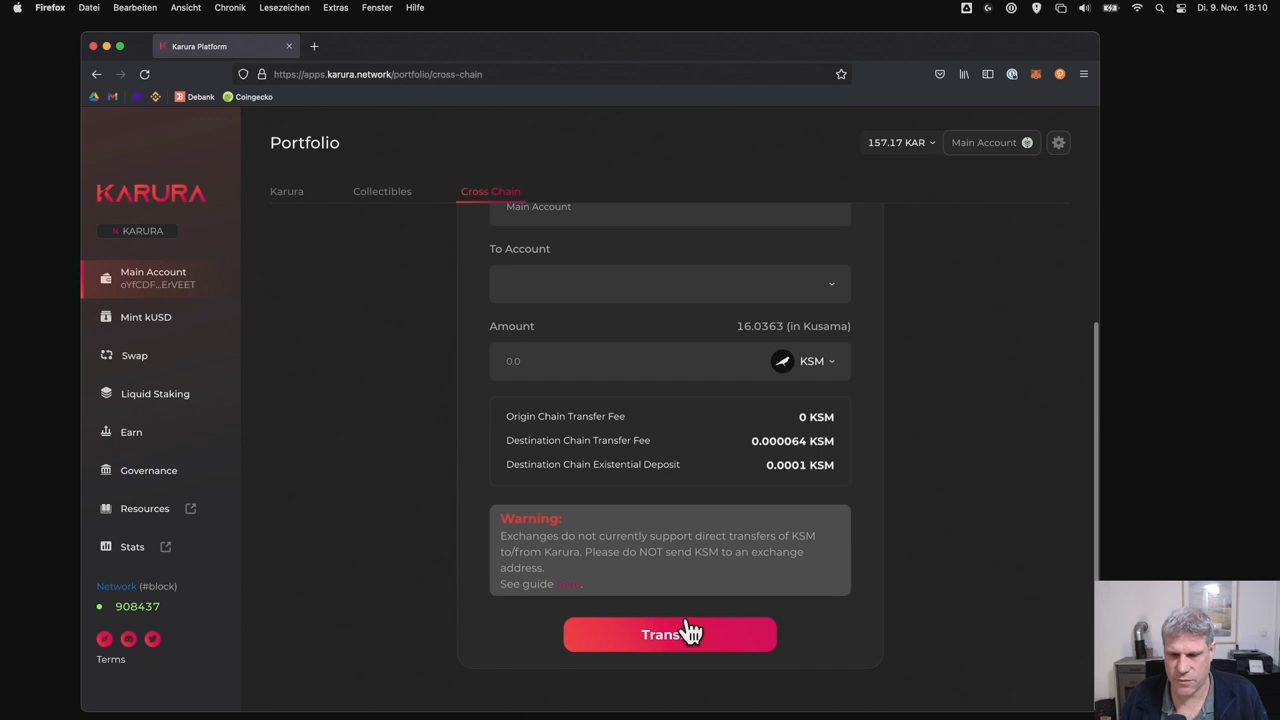 Firefox Datei Bearbeiten Ansicht Chronik Lesezeichen Extras Fenster Hilfe Di. 9. Nov. 18:10
Karura Platform
https://apps.karura.network/portfolio/cross-chain
Debank Coingecko
Portfolio
157.17 KAR
Main Account
Karura
Collectibles
Cross Chain
KARURA
KARURA
Main Account
oYfCDF...ErVEET
Mint kUSD
Swap
Liquid Staking
Earn
Governance
Resources
Stats
Network (#block)
908437
Terms
Main Account
To Account
Amount 16.0363 (in Kusama)
0.0 KSM
Origin Chain Transfer Fee 0 KSM
Destination Chain Transfer Fee 0.000064 KSM
Destination Chain Existential Deposit 0.0001 KSM
Warning:
Exchanges do not currently support direct transfers of KSM
to/from Karura. Please do NOT send KSM to an exchange
address.
See guide here.